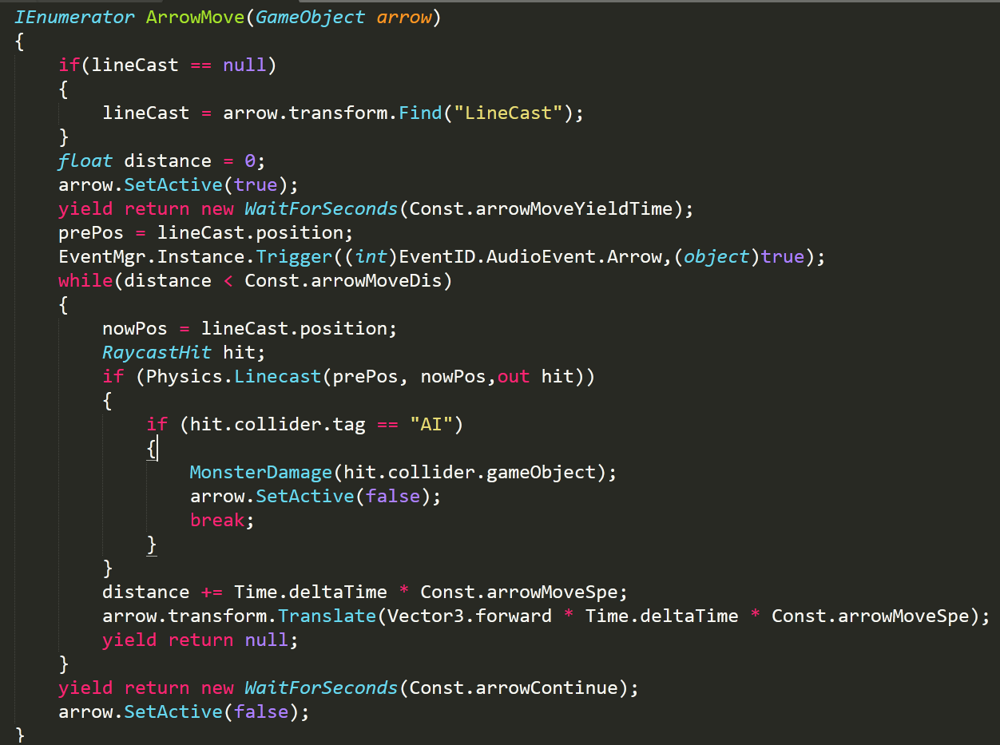 IEnumerator ArrowMove(GameObject arrow)
{
if(lineCast == null)
{
lineCast = arrow.transform.Find("LineCast");
}
float distance = 0;
arrow.SetActive(true);
yield return new WaitForSeconds(Const.arrowMoveYieldTime);
prePos = lineCast.position;
EventMgr.Instance.Trigger((int)EventID.AudioEvent.Arrow,(object)true);
while(distance < Const.arrowMoveDis)
{
nowPos = lineCast.position;
RaycastHit hit;
if (Physics.Linecast(prePos, nowPos,out hit))
{
if (hit.collider.tag == "AI")
{
MonsterDamage(hit.collider.gameObject);
arrow.SetActive(false);
break;
}
}
distance += Time.deltaTime * Const.arrowMoveSpe;
arrow.transform.Translate(Vector3.forward * Time.deltaTime * Const.arrowMoveSpe);
yield return null;
}
yield return new WaitForSeconds(Const.arrowContinue);
arrow.SetActive(false);
}